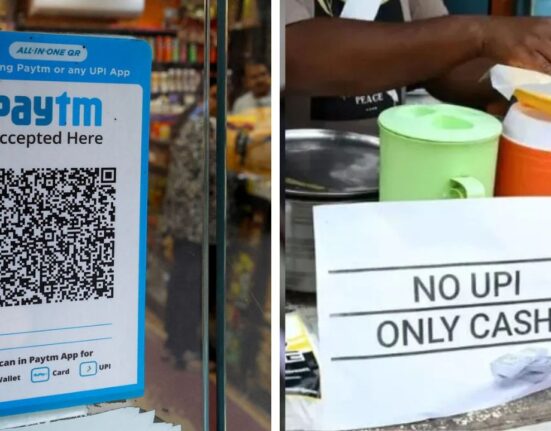 ALL-IN-ONE QR
Paytm or any UPI App
paytm
ccepted Here
can in Paytm App for
Wallet Card UPI
PEACE
NO UPI
ONLY CASH